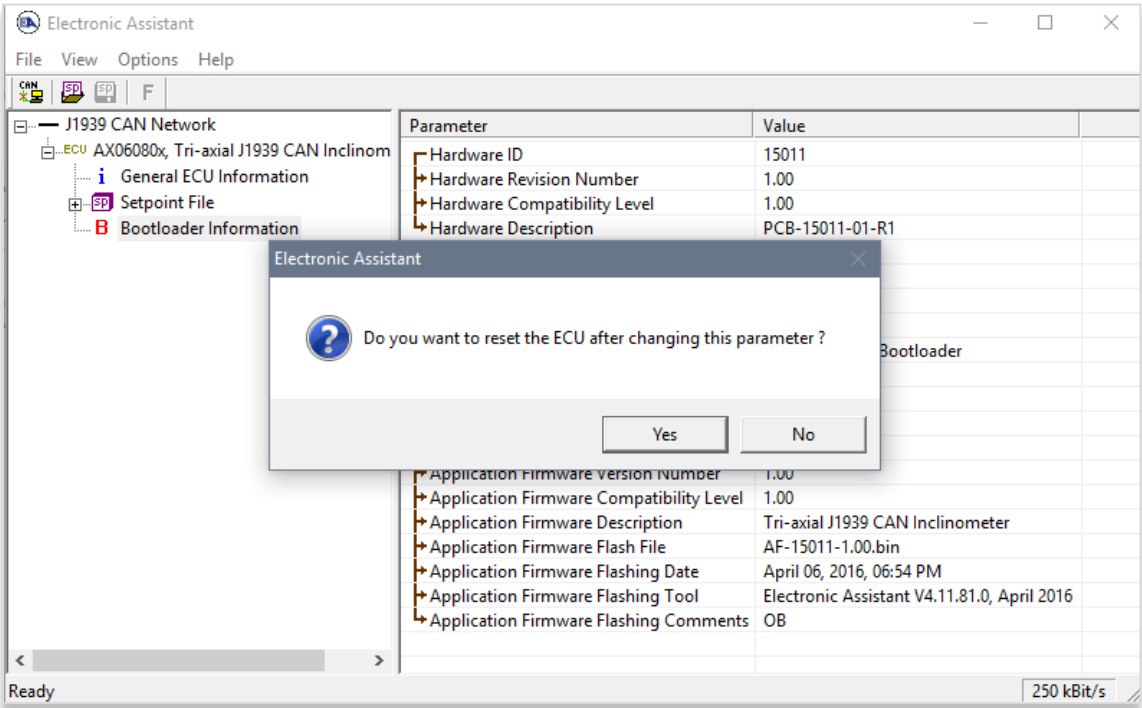 Electronic Assistant
File View Options Help
CAN SP SP F
J1939 CAN Network
ECU AX06080x, Tri-axial J1939 CAN Inclinom
i General ECU Information
SP Setpoint File
B Bootloader Information
Parameter Value
Hardware ID 15011
Hardware Revision Number 1.00
Hardware Compatibility Level 1.00
Hardware Description PCB-15011-01-R1
Electronic Assistant
Do you want to reset the ECU after changing this parameter ?
Bootloader
Yes No
Application Firmware Version Number 1.00
Application Firmware Compatibility Level 1.00
Application Firmware Description Tri-axial J1939 CAN Inclinometer
Application Firmware Flash File AF-15011-1.00.bin
Application Firmware Flashing Date April 06, 2016, 06:54 PM
Application Firmware Flashing Tool Electronic Assistant V4.11.81.0, April 2016
Application Firmware Flashing Comments OB
Ready 250 kBit/s